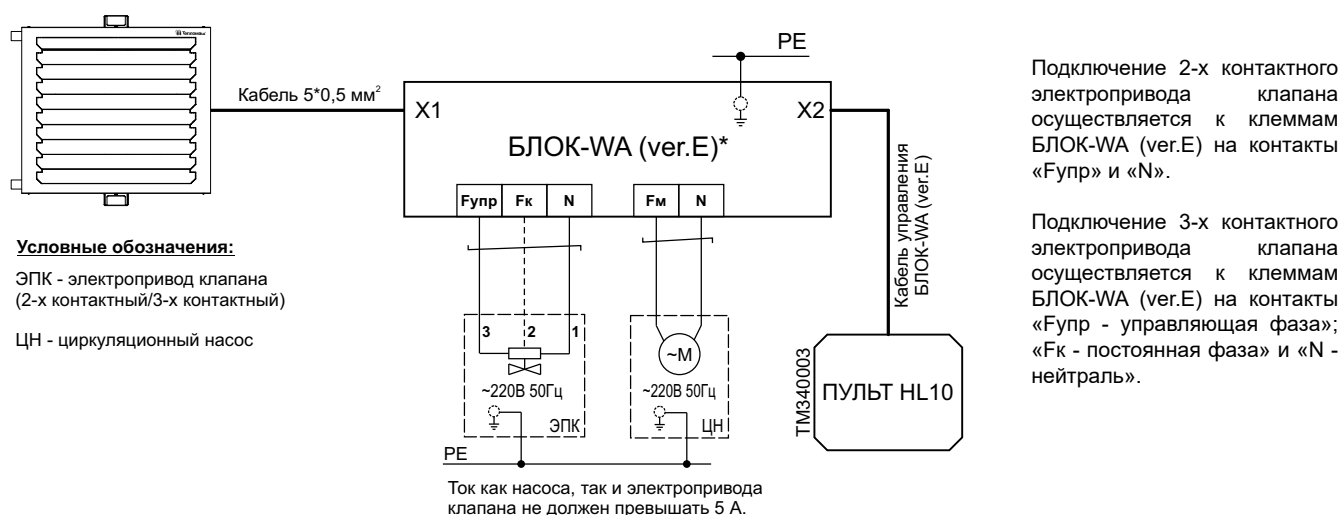 Тепломаш
PE
Кабель 5*0,5 мм²
X1
X2
БЛОК-WA (ver.E)*
Fупр Fк N
Fм N
Кабель управления
БЛОК-WA (ver.E)
Условные обозначения:
ЭПК - электропривод клапана
(2-х контактный/3-х контактный)
ЦН - циркуляционный насос
3 2 1
~М
~220В 50Гц
~220В 50Гц
ЭПК
ЦН
PE
Ток как насоса, так и электропривода
клапана не должен превышать 5 А.
TM340003
ПУЛЬТ HL10
Подключение 2-х контактного
электропривода клапана
осуществляется к клеммам
БЛОК-WA (ver.E) на контакты
«Fупр» и «N».
Подключение 3-х контактного
электропривода клапана
осуществляется к клеммам
БЛОК-WA (ver.E) на контакты
«Fупр - управляющая фаза»;
«Fк - постоянная фаза» и «N -
нейтраль».